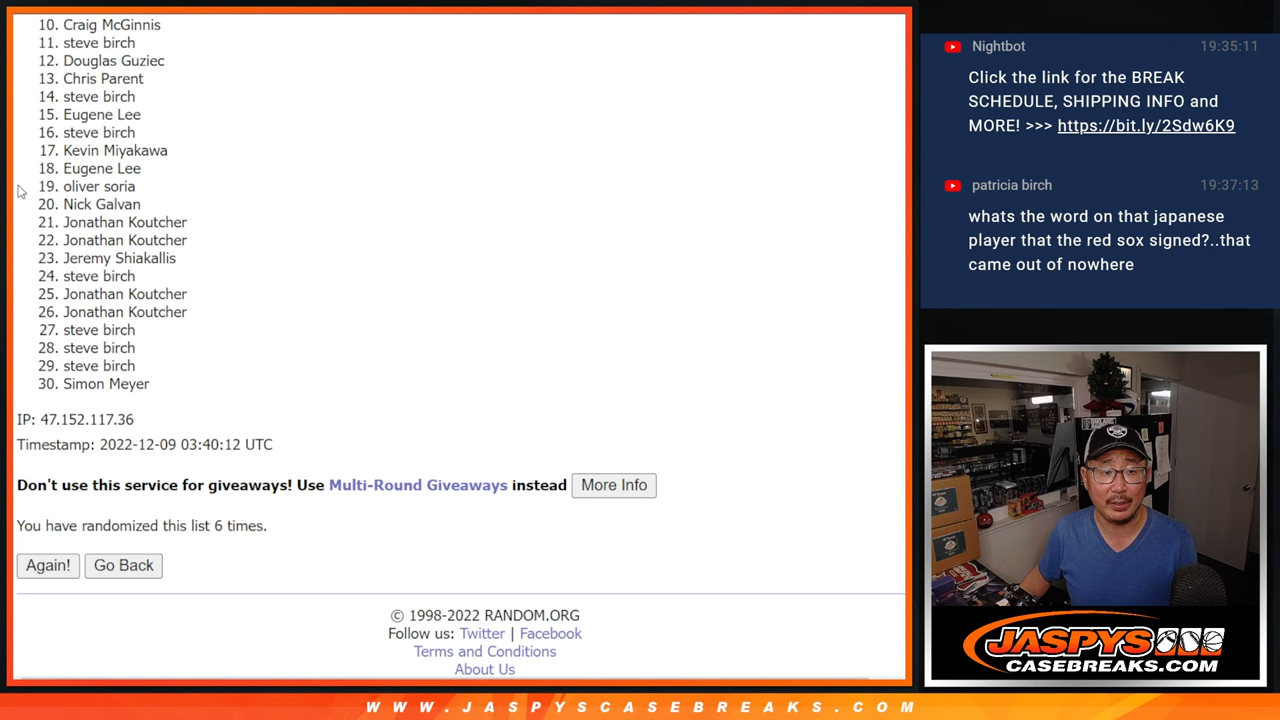 10. Craig McGinnis
11. steve birch
12. Douglas Guziec
13. Chris Parent
14. steve birch
15. Eugene Lee
16. steve birch
17. Kevin Miyakawa
18. Eugene Lee
19. oliver soria
20. Nick Galvan
21. Jonathan Koutcher
22. Jonathan Koutcher
23. Jeremy Shiakallis
24. steve birch
25. Jonathan Koutcher
26. Jonathan Koutcher
27. steve birch
28. steve birch
29. steve birch
30. Simon Meyer
IP: 47.152.117.36
Timestamp: 2022-12-09 03:40:12 UTC
Don't use this service for giveaways! Use Multi-Round Giveaways instead More Info
You have randomized this list 6 times.
Again! Go Back
© 1998-2022 RANDOM.ORG
Follow us: Twitter | Facebook
Terms and Conditions
About Us
Nightbot 19:35:11
Click the link for the BREAK
SCHEDULE, SHIPPING INFO and
MORE! >>> https://bit.ly/2Sdw6K9
patricia birch 19:37:13
whats the word on that japanese
player that the red sox signed?..that
came out of nowhere
JASPYS
CASEBREAKS.COM
WWW.JASPYSCASEBREAKS.COM